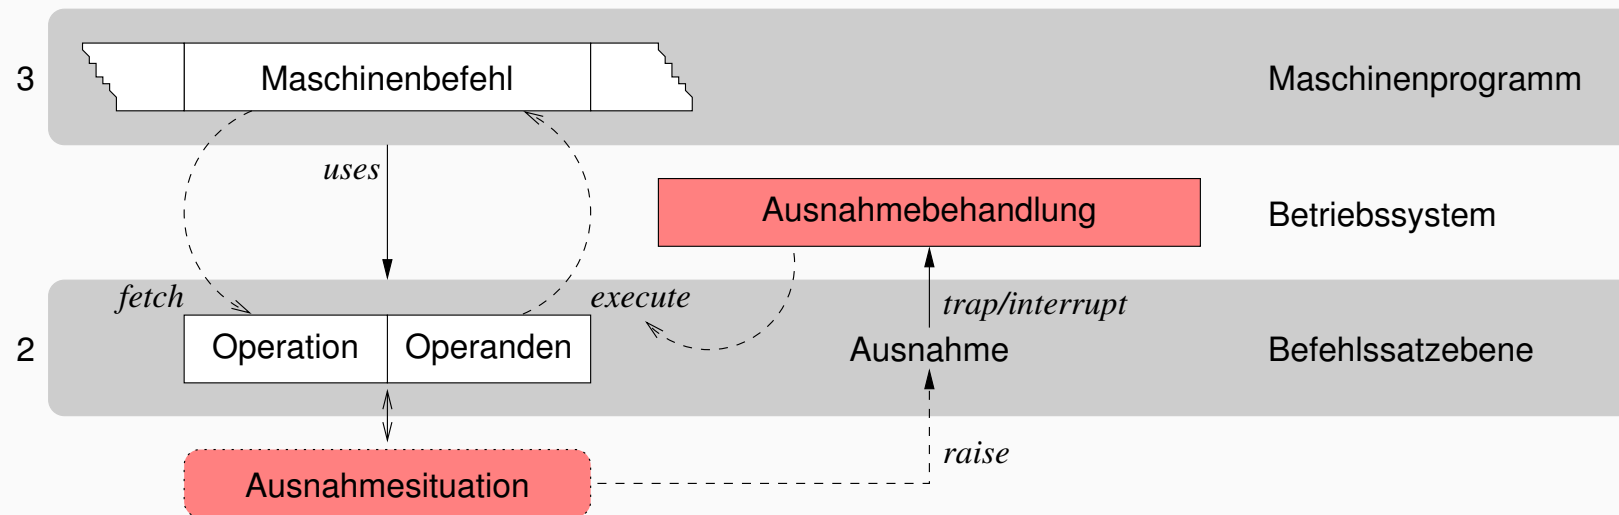 3 Maschinenbefehl Maschinenprogramm
uses
Ausnahmebehandlung Betriebssystem
fetch execute trap/interrupt
2 Operation Operanden Ausnahme Befehlssatzebene
raise
Ausnahmesituation